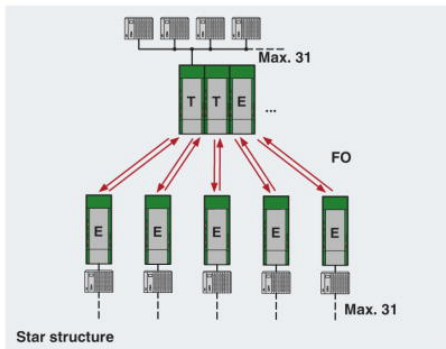 Max. 31
T T E ...
FO
E E E E E
Max. 31
Star structure